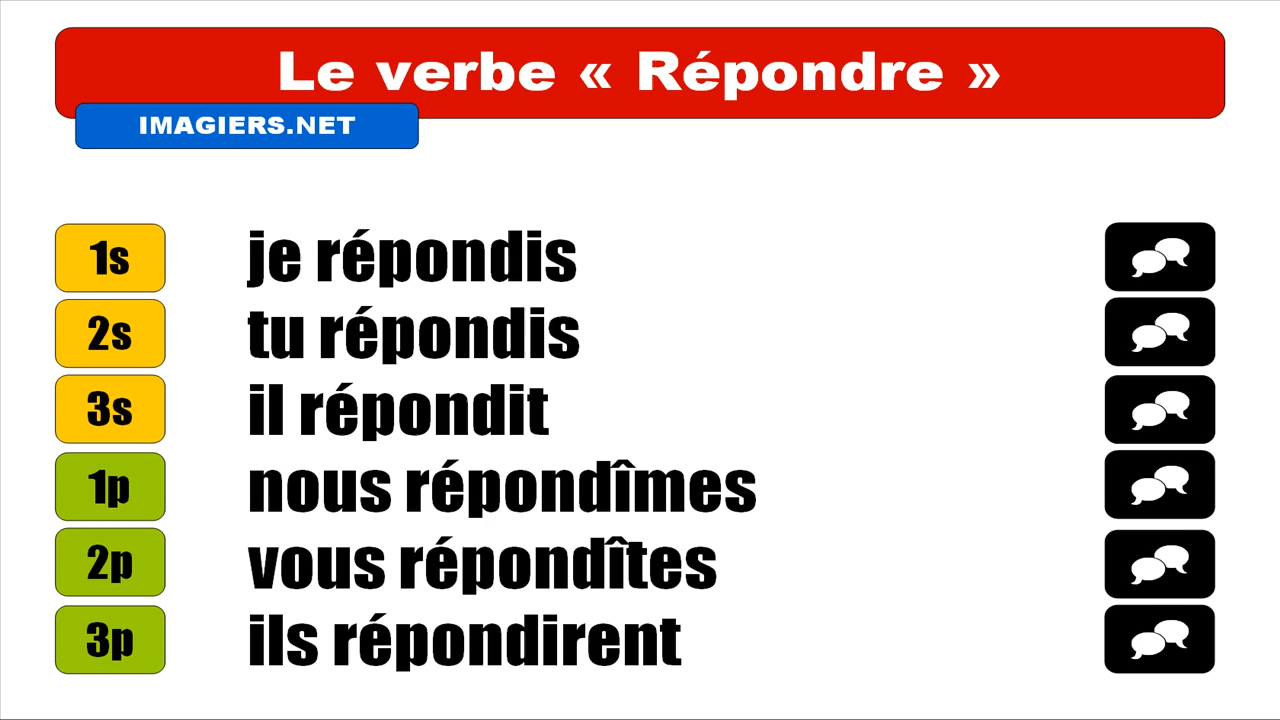 Le verbe « Répondre »
IMAGIERS.NET
1s je répondis
2s tu répondis
3s il répondit
1p nous répondîmes
2p vous répondîtes
3p ils répondirent